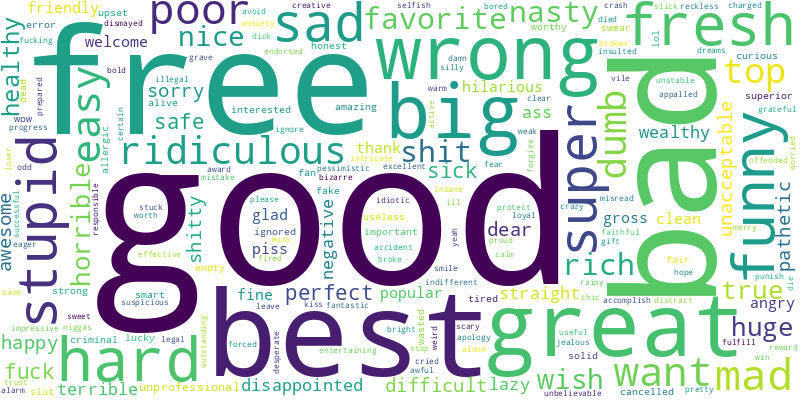 friendly
upset
dismayed
poor
sad
creative
selfish
bored
crash
slick
reckless
charged
favorite
nasty
fresh
error
fucking
avoid
anxiety
dick
endorsed
honest
worthy
died
swear
lol
broken
dreams
welcome
nice
free
wrong
damn
silly
insulted
curious
healthy
dead
bold
grave
hilarious
vile
top
prepared
illegal
alive
sorry
interested
amazing
warm
clear
unstable
appalled
superior
wow
progress
easy
certain
safe
ignore
big
active
ass
super
dumb
wealthy
grateful
loser
allergic
ridiculous
thank
shit
weak
forgive
unacceptable
funny
worried
odd
award
mistake
fan
pessimistic
excellent
fear
sick
intricate
bizarre
offended
stupid
horrible
responsible
good
fake
idiotic
insane
crazy
misread
bad
pathetic
awesome
successful
eager
shitty
stuck
worth
please
glad
negative
useless
ill
protect
loyal
gross
clean
faithful
gift
merry
ignored
piss
miss
important
yeah
dear
proud
calm
fair
hope
effective
fired
accident
broke
rich
save
strong
smart
suspicious
empty
indifferent
smile
rainy
true
punish
die
fine
perfect
popular
tired
straight
chic
accomplish
distract
angry
sweet
leave
kiss
fantastic
best
great
huge
impressive
niggas
lucky
legal
forced
desperate
bright
wasted
scary
apology
useful
jealous
fulfill
happy
criminal
hard
outstanding
entertaining
stop
weird
alone
solid
reward
win
trust
fuck
cried
awful
wish
want
mad
alarm
slut
terrible
unprofessional
disappointed
difficult
lazy
unbelievable
cancelled
pretty